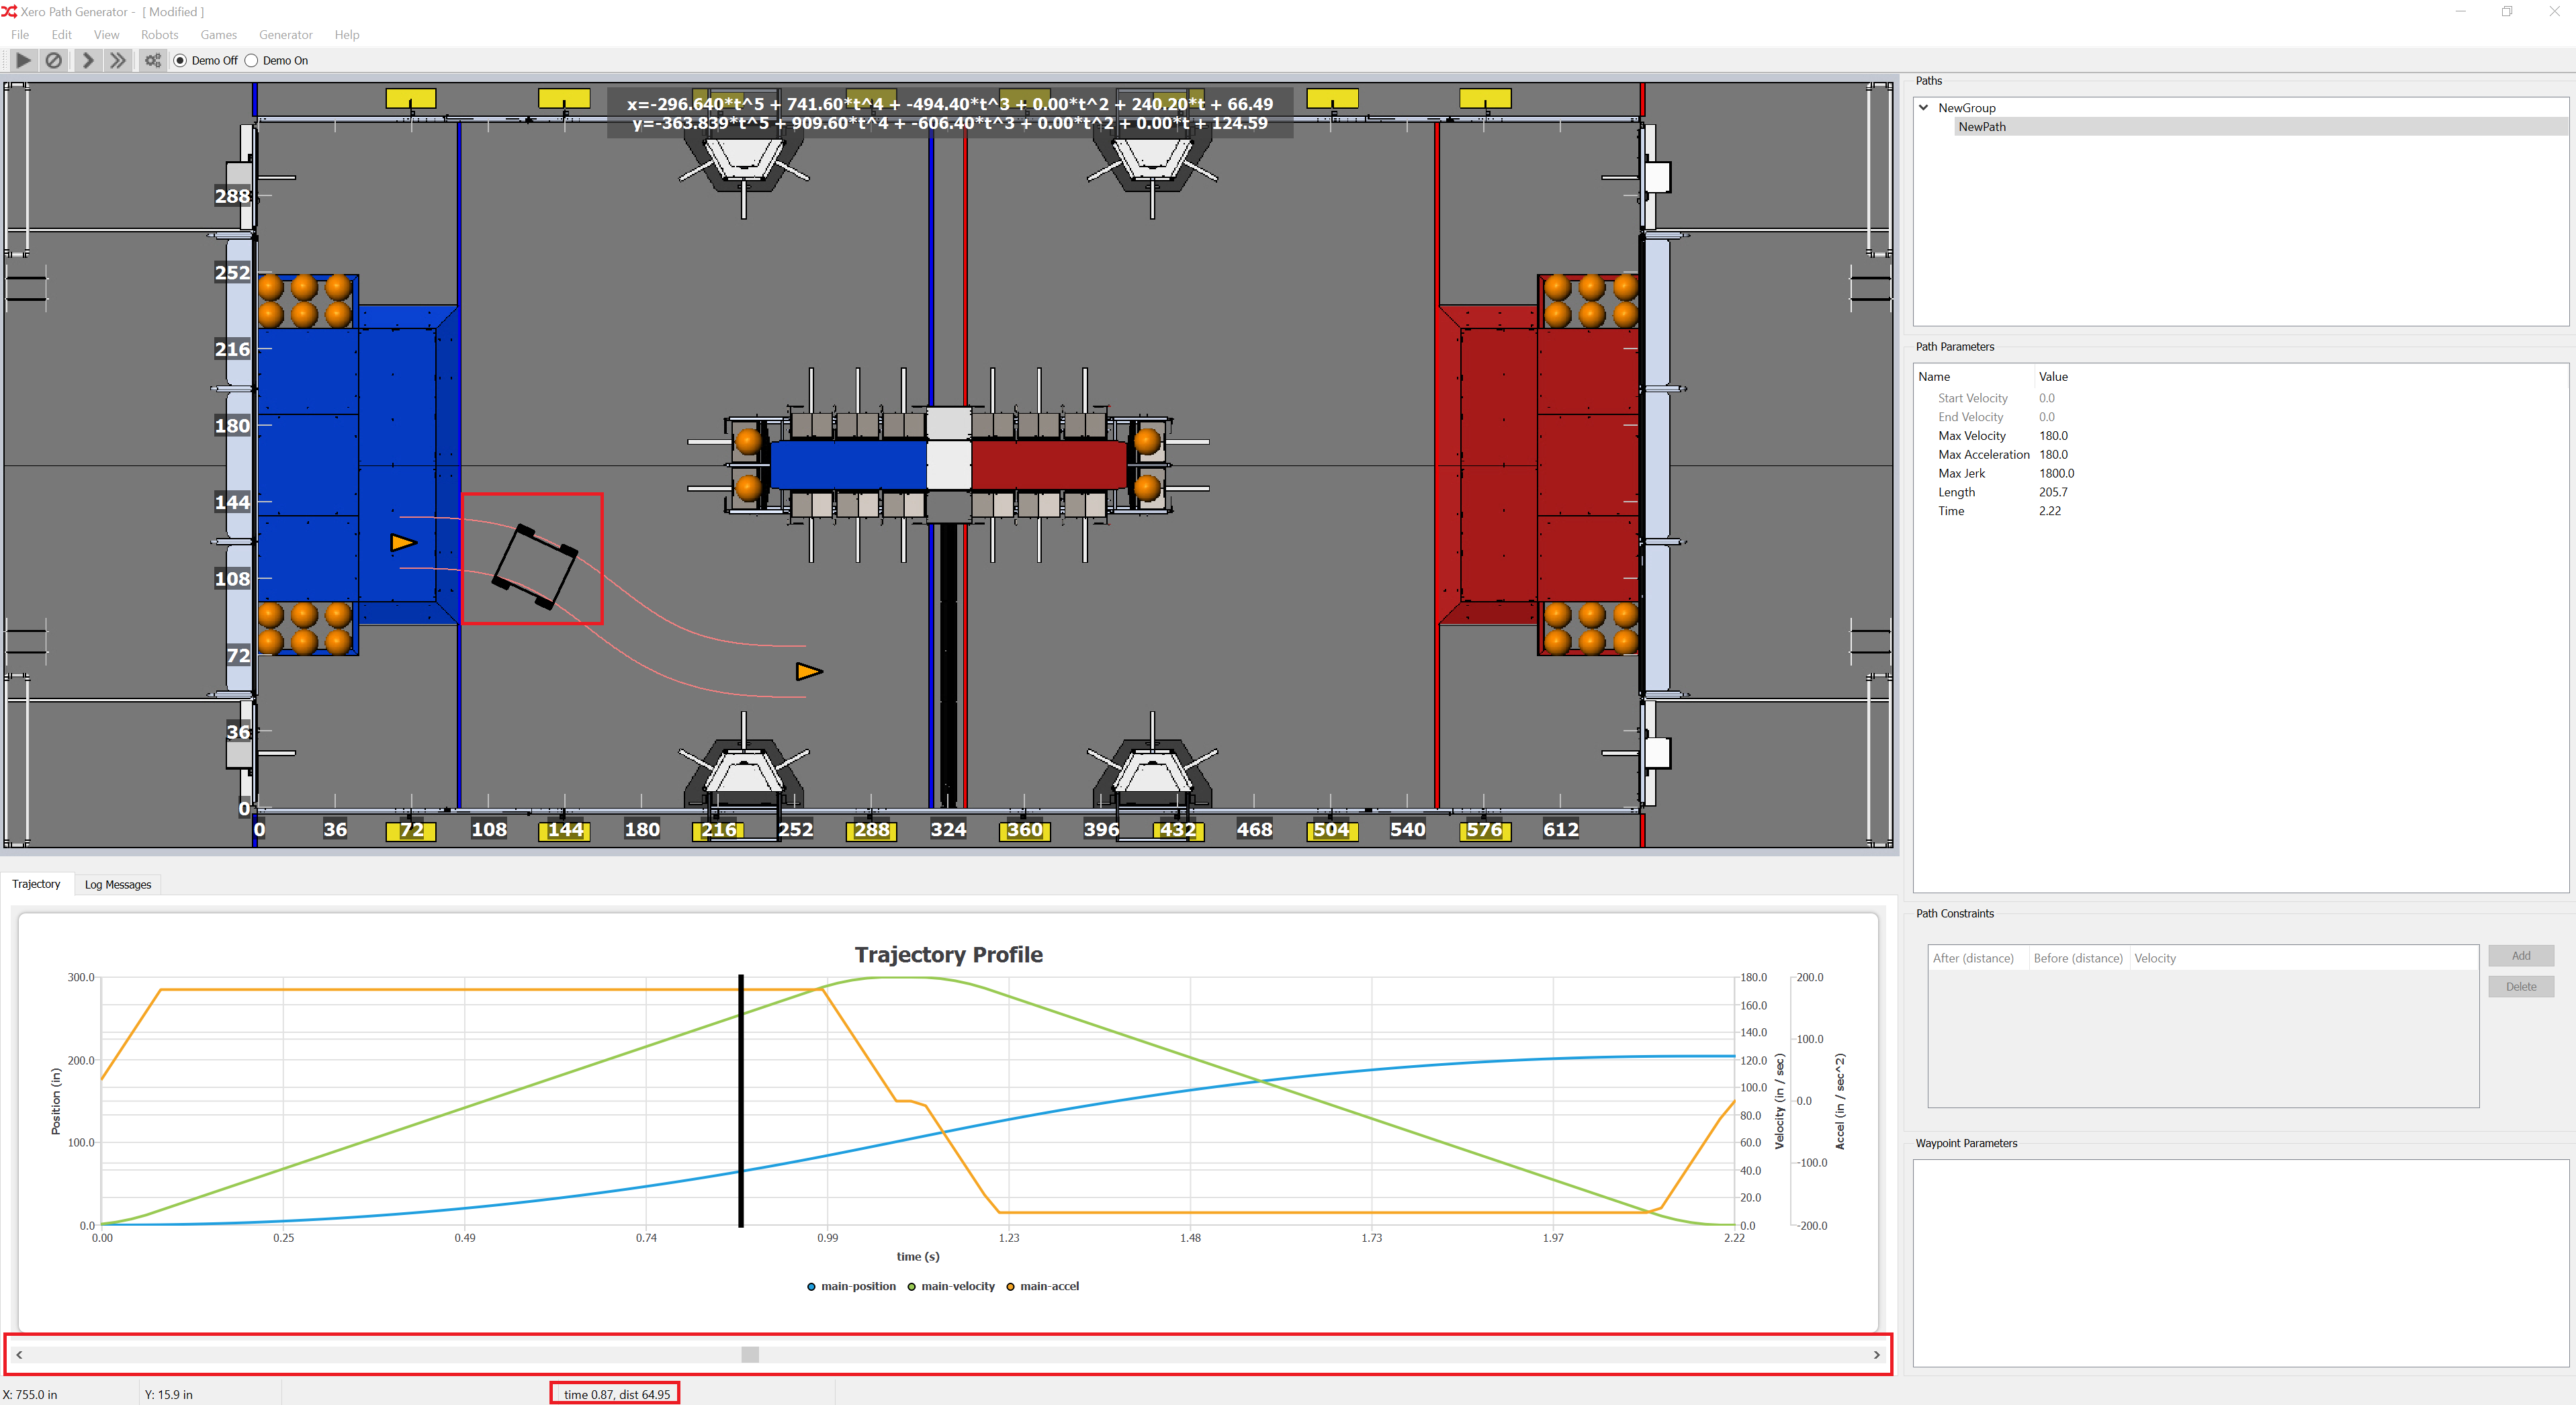 Xero Path Generator - [ Modified ]
File Edit View Robots Games Generator Help
Demo Off Demo On
x=-296.640*t^5 + 741.60*t^4 + -494.40*t^3 + 0.00*t^2 + 240.20*t + 66.49
y=-363.839*t^5 + 909.60*t^4 + -606.40*t^3 + 0.00*t^2 + 0.00*t + 124.59
288
252
216
180
144
108
72
36
0
0 36 72 108 144 180 216 252 288 324 360 396 432 468 504 540 576 612
Paths
NewGroup
NewPath
Path Parameters
Name Value
Start Velocity 0.0
End Velocity 0.0
Max Velocity 180.0
Max Acceleration 180.0
Max Jerk 1800.0
Length 205.7
Time 2.22
Path Constraints
After (distance) Before (distance) Velocity
Add
Delete
Waypoint Parameters
Trajectory Log Messages
Trajectory Profile
300.0
200.0
100.0
0.0
Position (in)
180.0
160.0
140.0
120.0
100.0
80.0
60.0
40.0
20.0
0.0
Velocity (in / sec)
200.0
100.0
0.0
-100.0
-200.0
Accel (in / sec^2)
0.00 0.25 0.49 0.74 0.99 1.23 1.48 1.73 1.97 2.22
time (s)
main-position main-velocity main-accel
X: 755.0 in Y: 15.9 in time 0.87, dist 64.95